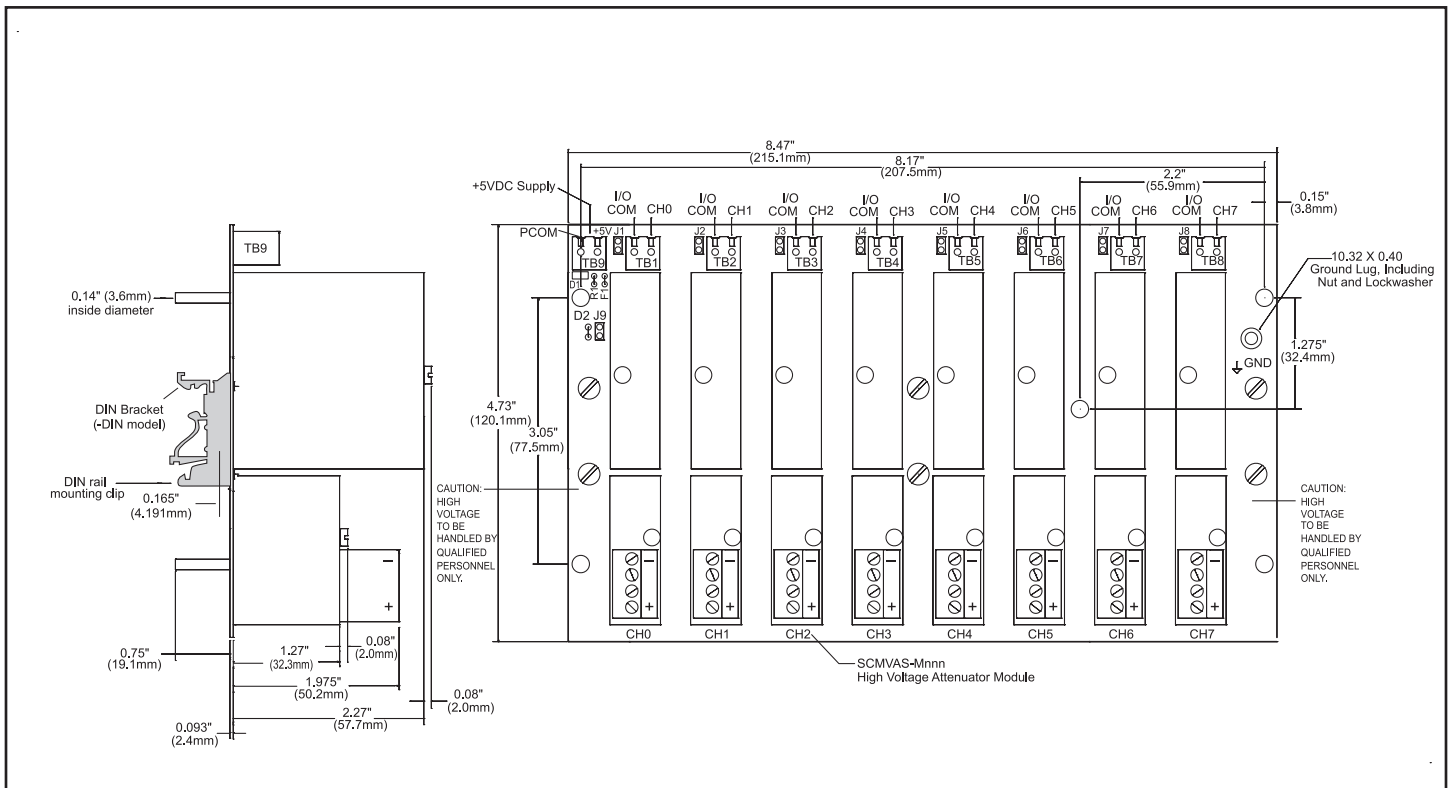 8.47"
(215.1mm)
8.17"
(207.5mm)
2.2"
(55.9mm)
0.15"
(3.8mm)
+5VDC Supply
I/O
COM CH0
I/O
COM CH1
I/O
COM CH2
I/O
COM CH3
I/O
COM CH4
I/O
COM CH5
I/O
COM CH6
I/O
COM CH7
PCOM
+5V J1 J2 J3 J4 J5 J6 J7 J8
TB9 TB1 TB2 TB3 TB4 TB5 TB6 TB7 TB8
D1 R1 F1
D2 J9
10.32 X 0.40
Ground Lug, Including
Nut and Lockwasher
GND
1.275"
(32.4mm)
4.73"
(120.1mm)
3.05"
(77.5mm)
TB9
0.14" (3.6mm)
inside diameter
DIN Bracket
(-DIN model)
DIN rail
mounting clip
0.165"
(4.191mm)
CAUTION:
HIGH
VOLTAGE
TO BE
HANDLED BY
QUALIFIED
PERSONNEL
ONLY.
CAUTION:
HIGH
VOLTAGE
TO BE
HANDLED BY
QUALIFIED
PERSONNEL
ONLY.
−
+
− − − − − − − −
+ + + + + + + +
CH0 CH1 CH2 CH3 CH4 CH5 CH6 CH7
SCMVAS-Mnnn
High Voltage Attenuator Module
0.75"
(19.1mm)
1.27"
(32.3mm)
0.08"
(2.0mm)
1.975"
(50.2mm)
2.27"
(57.7mm)
0.08"
(2.0mm)
0.093"
(2.4mm)